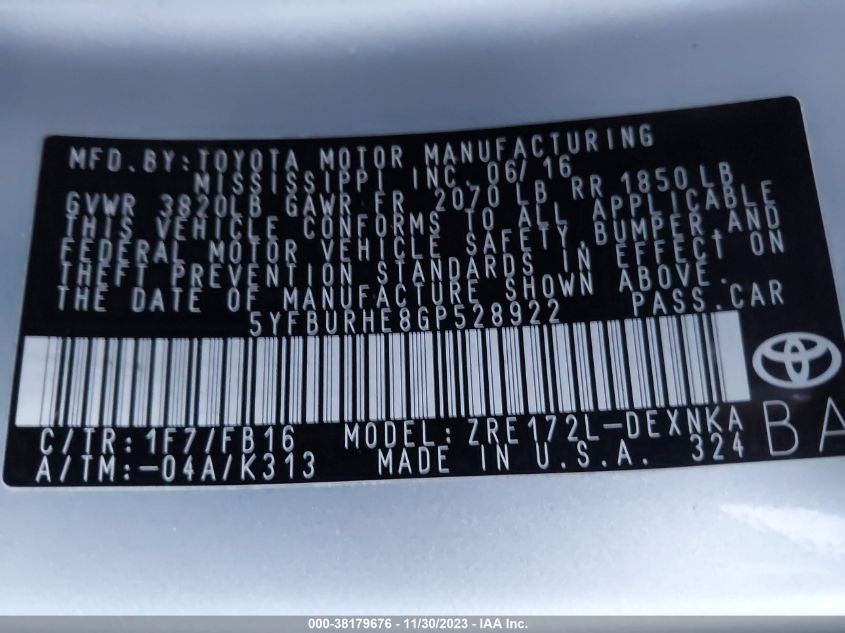 MFD. BY: TOYOTA MOTOR MANUFACTURING
MISSISSIPPI INC. 06/16
GVWR 3820LB GAWR FR 2070 LB RR 1850 LB
THIS VEHICLE CONFORMS TO ALL APPLICABLE
FEDERAL MOTOR VEHICLE SAFETY, BUMPER, AND
THEFT PREVENTION STANDARDS IN EFFECT ON
THE DATE OF MANUFACTURE SHOWN ABOVE.
5YFBURHE8GP528922 PASS. CAR
C/TR: 1F7/FB16 MODEL: ZRE172L-DEXNKA
A/TM: -04A/K313 MADE IN U.S.A. 324 BA
000-38179676 - 11/30/2023 - IAA Inc.